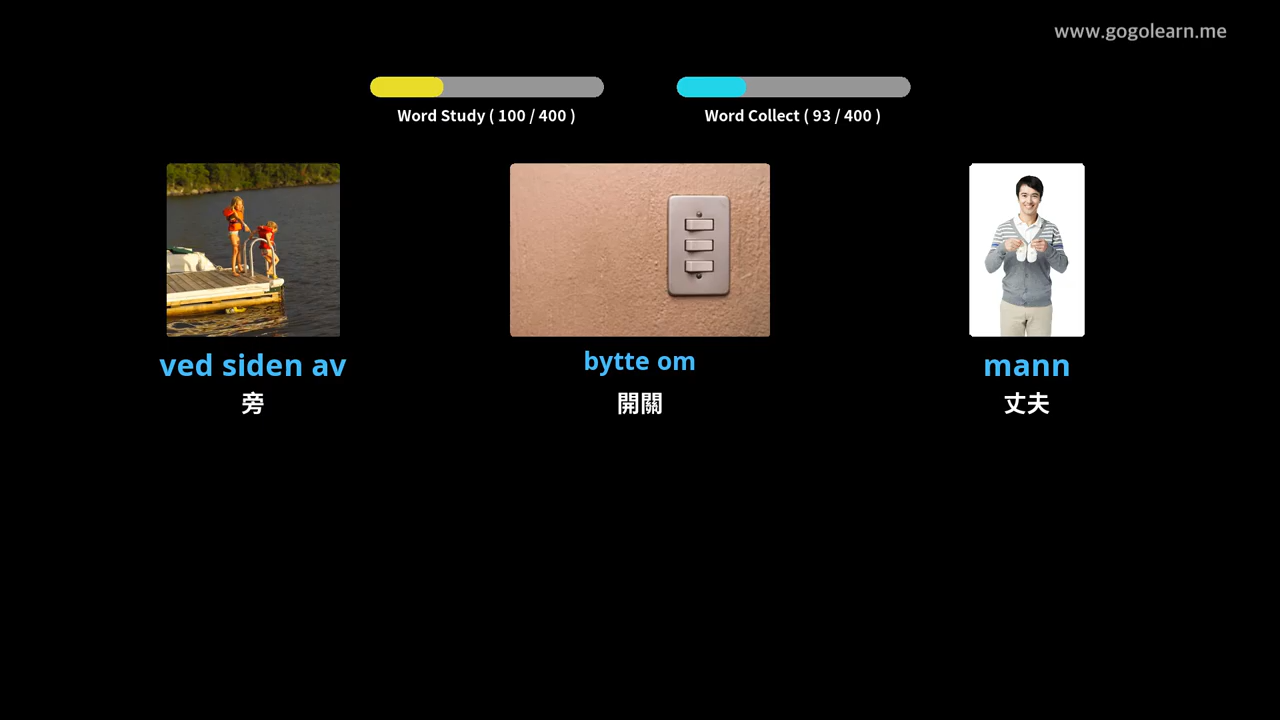 www.gogolearn.me
Word Study ( 100 / 400 )
Word Collect ( 93 / 400 )
ved siden av
旁
bytte om
開關
mann
丈夫